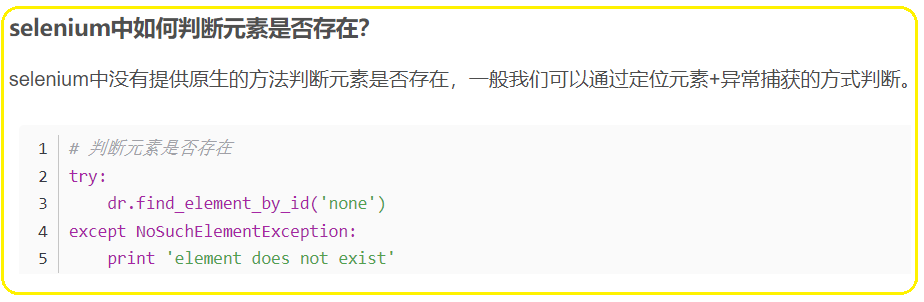 selenium中如何判断元素是否存在？
selenium中没有提供原生的方法判断元素是否存在，一般我们可以通过定位元素+异常捕获的方式判断。
1 # 判断元素是否存在
2 try:
3     dr.find_element_by_id('none')
4 except NoSuchElementException:
5     print 'element does not exist'